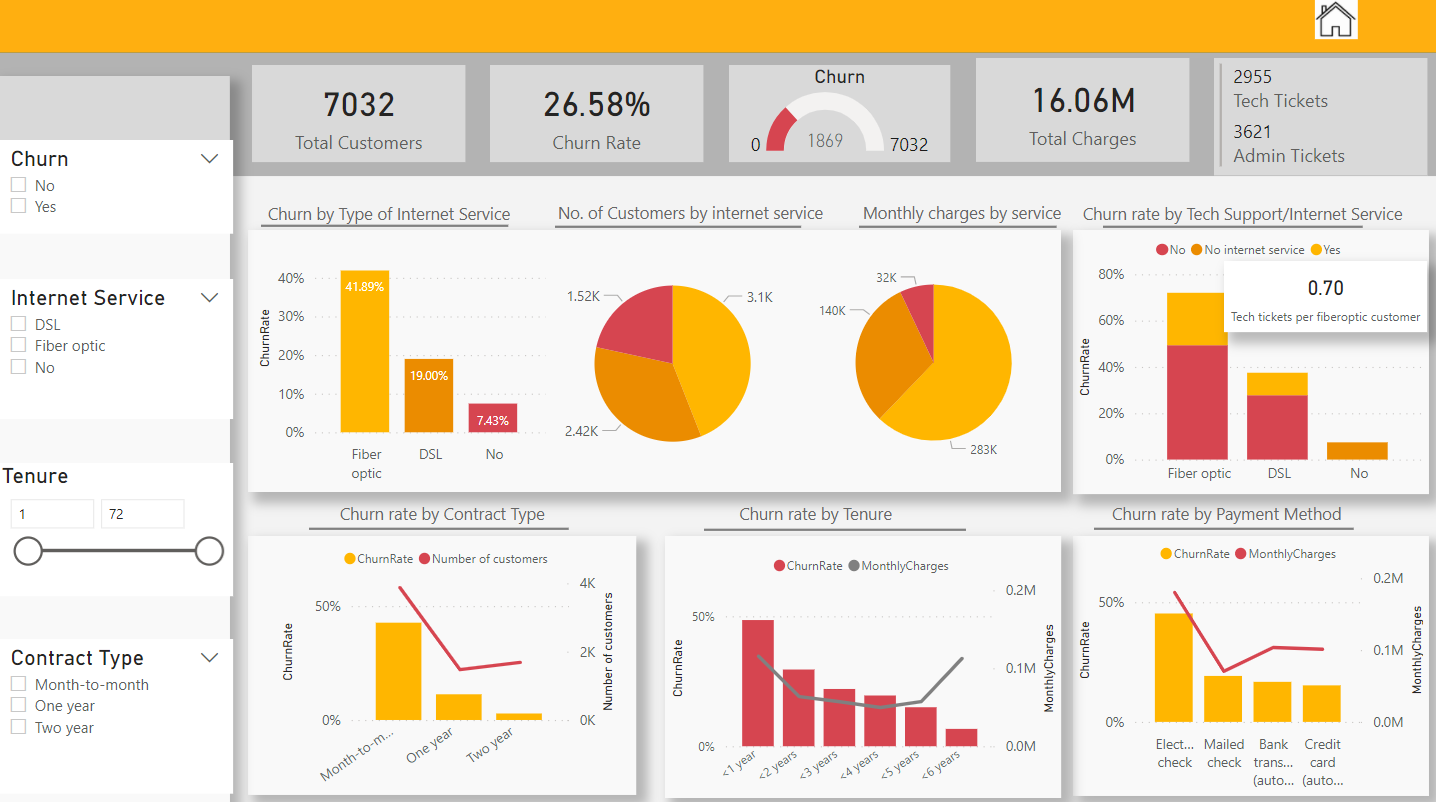 7032
Total Customers
26.58%
Churn Rate
Churn
0
1869
7032
16.06M
Total Charges
2955
Tech Tickets
3621
Admin Tickets
Churn
No
Yes
Internet Service
DSL
Fiber optic
No
Tenure
1
72
Contract Type
Month-to-month
One year
Two year
Churn by Type of Internet Service
ChurnRate
40%
30%
20%
10%
0%
41.89%
19.00%
7.43%
Fiber
optic
DSL
No
No. of Customers by internet service
1.52K
3.1K
2.42K
Monthly charges by service
32K
140K
283K
Churn rate by Tech Support/Internet Service
No
No internet service
Yes
0.70
Tech tickets per fiberoptic customer
ChurnRate
80%
60%
40%
20%
0%
Fiber optic
DSL
No
Churn rate by Contract Type
ChurnRate
Number of customers
ChurnRate
50%
0%
4K
2K
0K
Number of customers
Month-to-m...
One year
Two year
Churn rate by Tenure
ChurnRate
MonthlyCharges
ChurnRate
50%
0%
0.2M
0.1M
0.0M
MonthlyCharges
<1 year
<2 years
<3 years
<4 years
<5 years
<6 years
Churn rate by Payment Method
ChurnRate
MonthlyCharges
ChurnRate
50%
0%
0.2M
0.1M
0.0M
MonthlyCharges
Elect...
check
Mailed
check
Bank
trans...
(auto...
Credit
card
(auto...